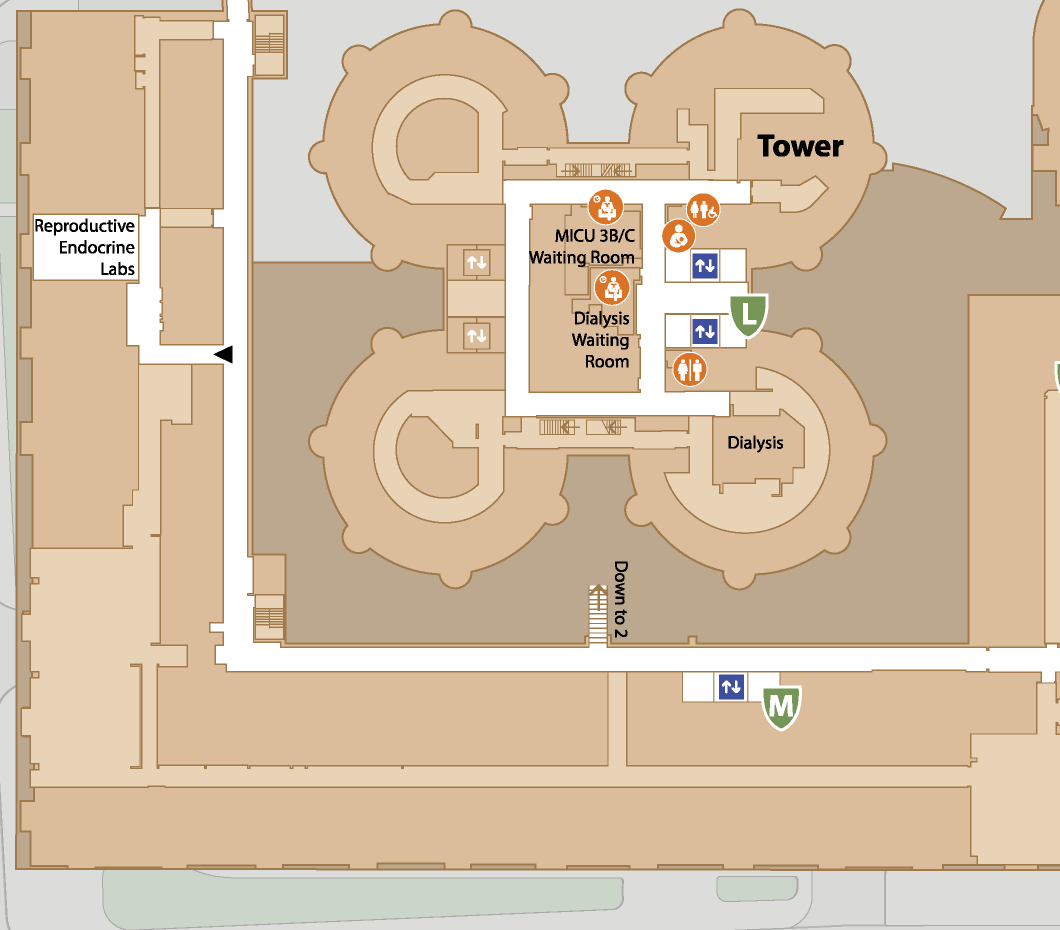 Tower
Reproductive
Endocrine
Labs
MICU 3B/C
Waiting Room
L
Dialysis
Waiting
Room
Dialysis
Down to 2
M